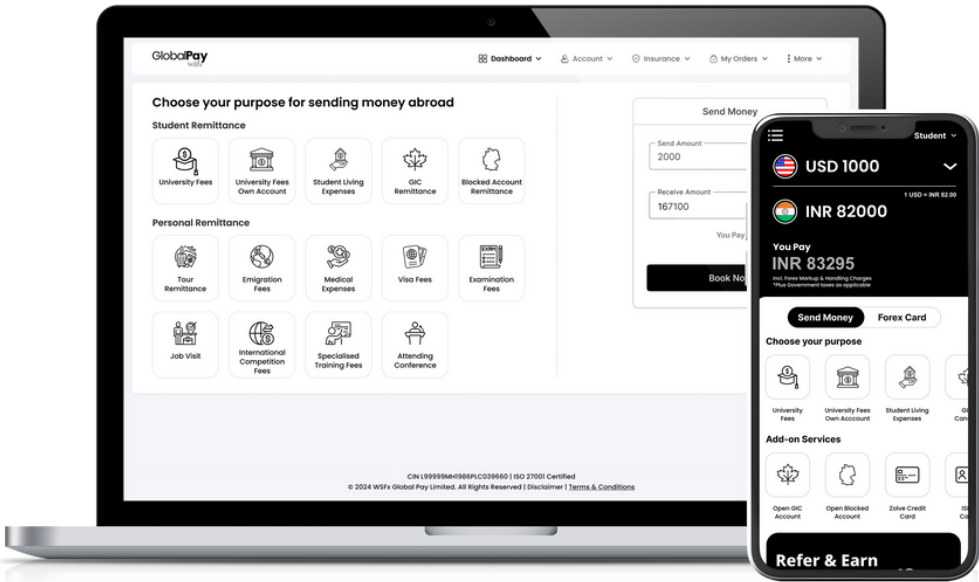 GlobalPay
WSFx
Dashboard
Account
Insurance
My Orders
More
Choose your purpose for sending money abroad
Student Remittance
University Fees
University Fees
Own Account
Student Living
Expenses
GIC
Remittance
Blocked Account
Remittance
Personal Remittance
Tour
Remittance
Emigration
Fees
Medical
Expenses
Visa Fees
EXAM
Examination
Fees
Job Visit
International
Competition
Fees
Specialised
Training Fees
Attending
Conference
Send Money
Send Amount
2000
Receive Amount
167100
You Pay
Book No
CIN L99999MH1986PLC039660 | ISO 27001 Certified
© 2024 WSFx Global Pay Limited. All Rights Reserved | Disclaimer | Terms & Conditions
Student
USD 1000
1 USD = INR 82.00
INR 82000
You Pay
INR 83295
Incl. Forex Markup & Handling Charges
*Plus Government taxes as applicable
Send Money
Forex Card
Choose your purpose
University
Fees
University Fees
Own Acccount
Student Living
Expenses
Add-on Services
Open GIC
Account
Open Blocked
Account
Zolve Credit
Card
Refer & Earn